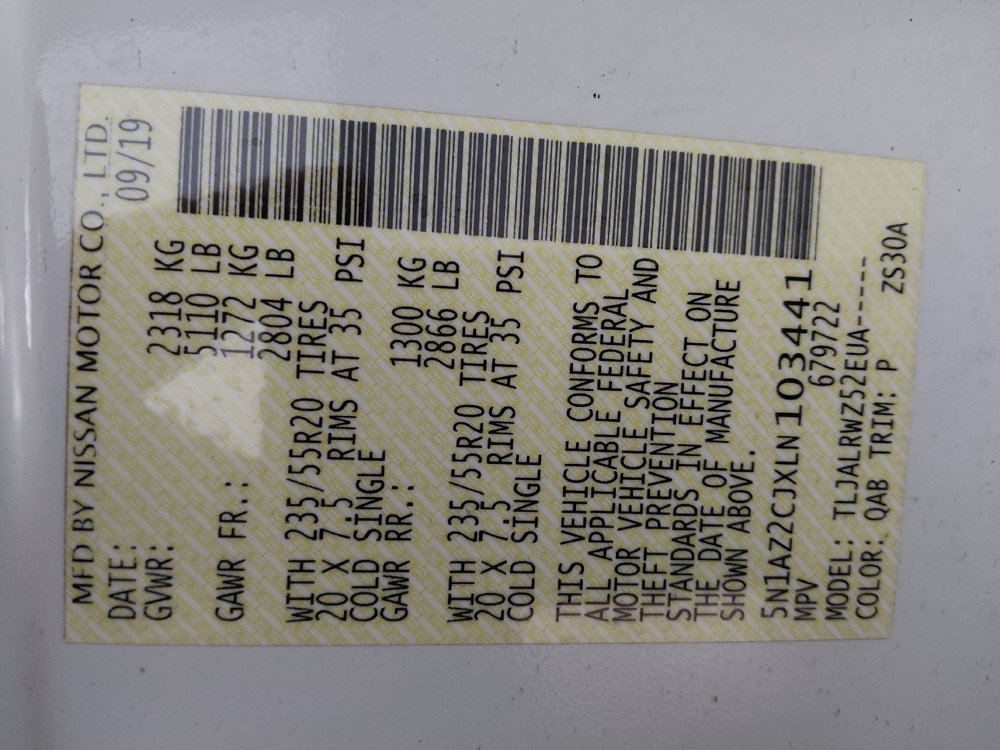 MFD BY NISSAN MOTOR CO., LTD.
DATE: 09/19
GVWR: 2318 KG
5110 LB
GAWR FR.: 1272 KG
2804 LB
WITH 235/55R20 TIRES
20 X 7.5 RIMS AT 35 PSI
COLD SINGLE
GAWR RR.: 1300 KG
2866 LB
WITH 235/55R20 TIRES
20 X 7.5 RIMS AT 35 PSI
COLD SINGLE
THIS VEHICLE CONFORMS TO
ALL APPLICABLE FEDERAL
MOTOR VEHICLE SAFETY AND
THEFT PREVENTION
STANDARDS IN EFFECT ON
THE DATE OF MANUFACTURE
SHOWN ABOVE.
5N1AZ2CJXLN103441
MPV 679722
MODEL: TLJALRWZ52EUA-----
COLOR: QAB TRIM: P ZS30A